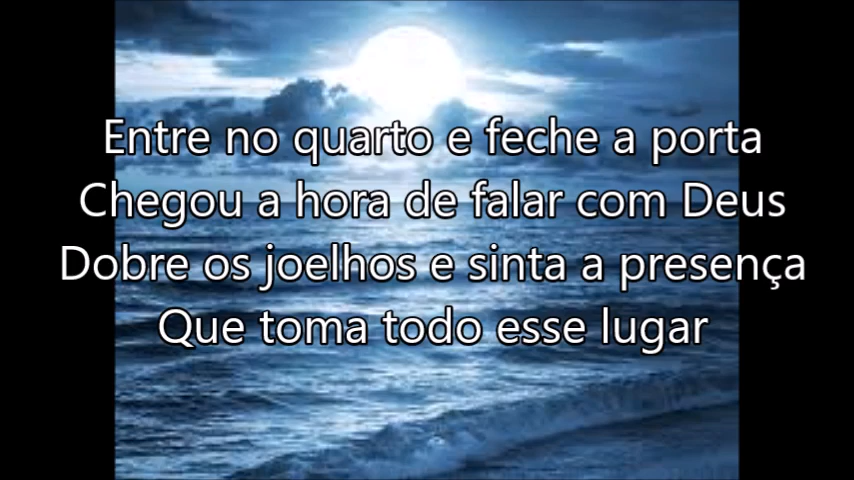 Entre no quarto e feche a porta
Chegou a hora de falar com Deus
Dobre os joelhos e sinta a presença
Que toma todo esse lugar